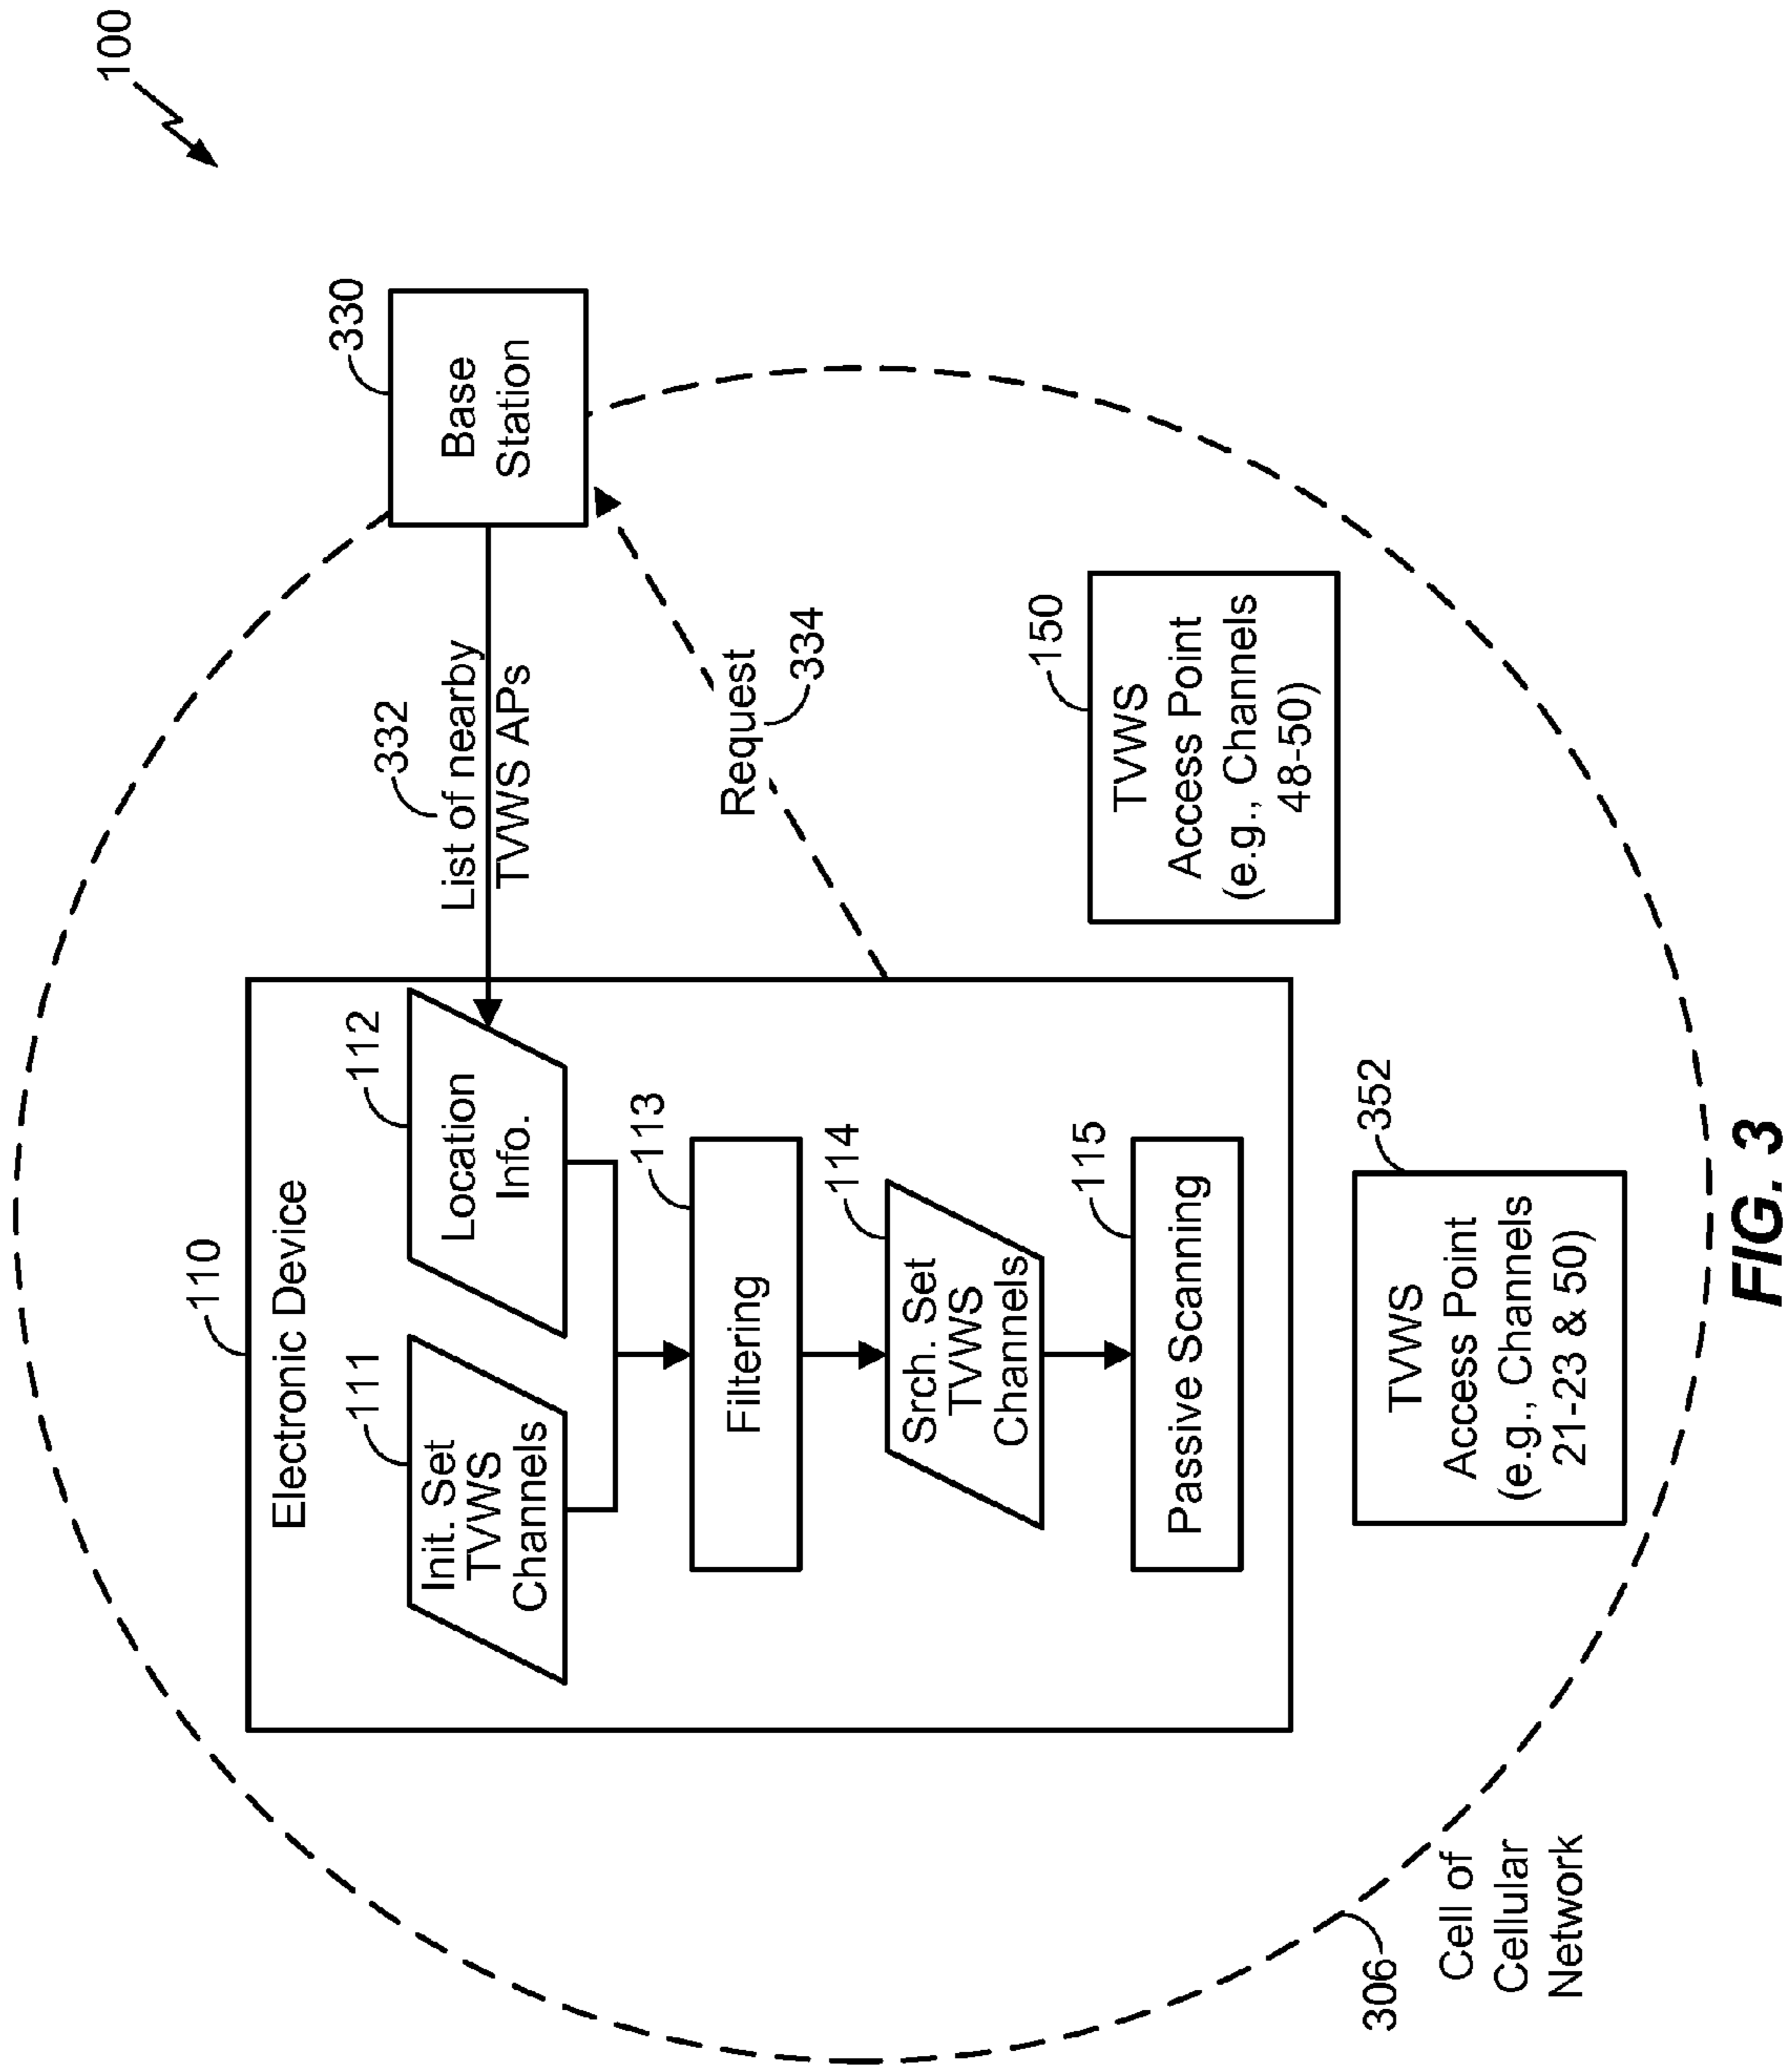 100
330
Base
Station
332
List of nearby
TVWS APs
Request
334
110
Electronic Device
111
Init. Set
TVWS
Channels
112
Location
Info.
113
Filtering
114
Srch. Set
TVWS
Channels
115
Passive Scanning
150
TVWS
Access Point
(e.g., Channels
48-50)
352
TVWS
Access Point
(e.g., Channels
21-23 & 50)
306
Cell of
Cellular
Network
FIG. 3